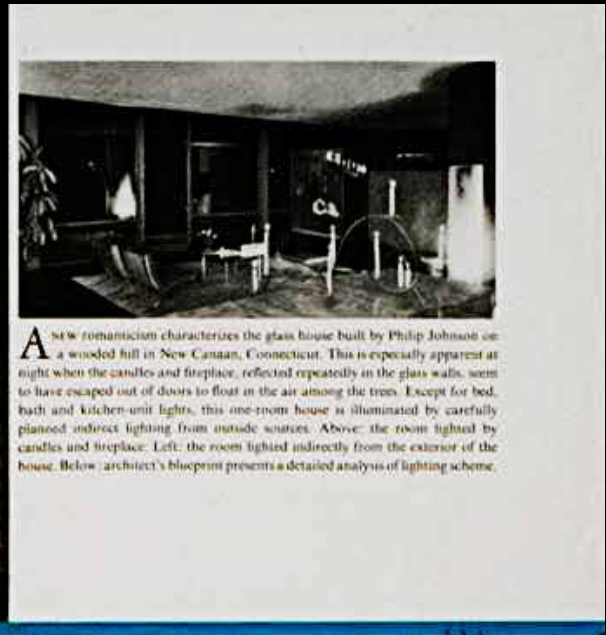 A NEW romanticism characterizes the glass house built by Philip Johnson on
a wooded hill in New Canaan, Connecticut. This is especially apparent at
night when the candles and fireplace, reflected repeatedly in the glass walls, seem
to have escaped out of doors to float in the air among the trees. Except for bed,
bath and kitchen-unit lights, this one-room house is illuminated by carefully
planned indirect lighting from outside sources. Above: the room lighted by
candles and fireplace. Left: the room lighted indirectly from the exterior of the
house. Below: architect's blueprint presents a detailed analysis of lighting scheme.